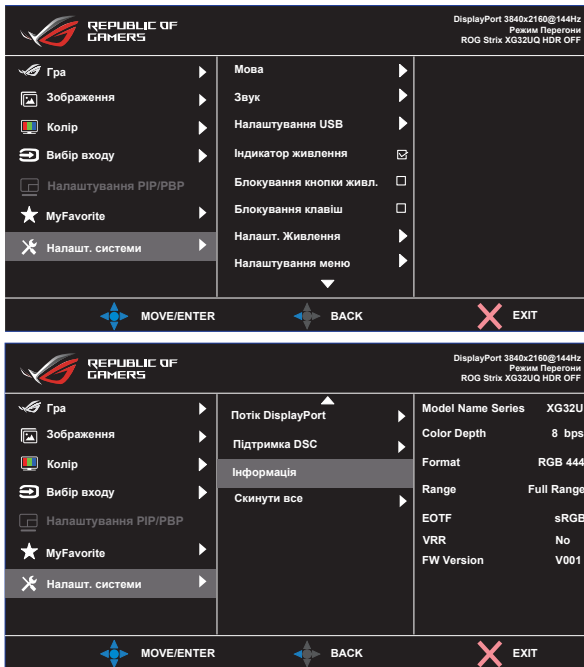 REPUBLIC OF
GAMERS
DisplayPort 3840x2160@144Hz
Режим Перегони
ROG Strix XG32UQ HDR OFF
Гра
Зображення
Колір
Вибір входу
Налаштування PIP/PBP
MyFavorite
Налашт. системи
Мова
Звук
Налаштування USB
Індикатор живлення
Блокування кнопки живл.
Блокування клавіш
Налашт. Живлення
Налаштування меню
MOVE/ENTER
BACK
EXIT
REPUBLIC OF
GAMERS
DisplayPort 3840x2160@144Hz
Режим Перегони
ROG Strix XG32UQ HDR OFF
Гра
Зображення
Колір
Вибір входу
Налаштування PIP/PBP
MyFavorite
Налашт. системи
Потік DisplayPort
Підтримка DSC
Інформація
Скинути все
Model Name Series XG32U
Color Depth 8 bps
Format RGB 444
Range Full Range
EOTF sRGB
VRR No
FW Version V001
MOVE/ENTER
BACK
EXIT